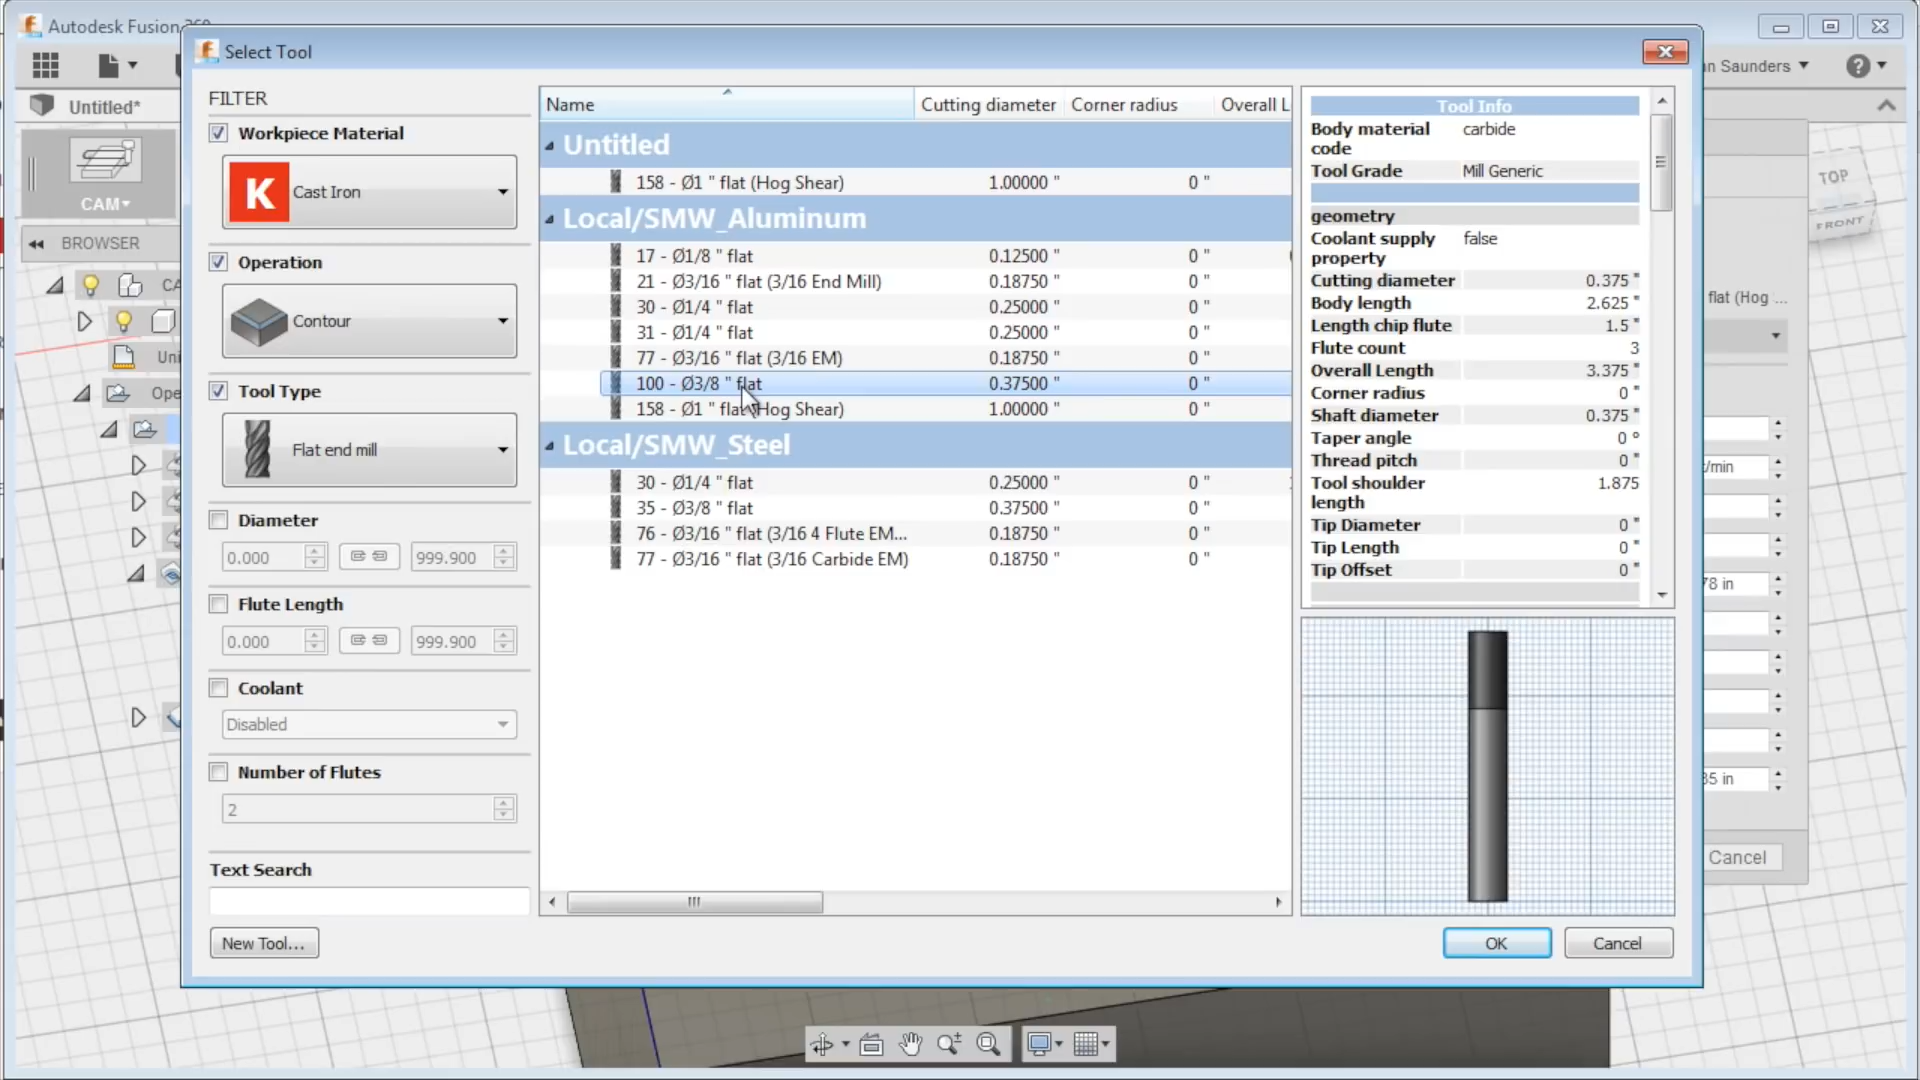 Autodesk Fusion 360
Select Tool
Saunders
Untitled*
CAM
BROWSER
FILTER
Workpiece Material
K
Cast Iron
Operation
Contour
Tool Type
Flat end mill
Diameter
0.000
999.900
Flute Length
0.000
999.900
Coolant
Disabled
Number of Flutes
2
Text Search
New Tool...
Name Cutting diameter Corner radius Overall L
Untitled
158 - Ø1 " flat (Hog Shear) 1.00000 " 0 "
Local/SMW_Aluminum
17 - Ø1/8 " flat 0.12500 " 0 "
21 - Ø3/16 " flat (3/16 End Mill) 0.18750 " 0 "
30 - Ø1/4 " flat 0.25000 " 0 "
31 - Ø1/4 " flat 0.25000 " 0 "
77 - Ø3/16 " flat (3/16 EM) 0.18750 " 0 "
100 - Ø3/8 " flat 0.37500 " 0 "
158 - Ø1 " flat (Hog Shear) 1.00000 " 0 "
Local/SMW_Steel
30 - Ø1/4 " flat 0.25000 " 0 "
35 - Ø3/8 " flat 0.37500 " 0 "
76 - Ø3/16 " flat (3/16 4 Flute EM... 0.18750 " 0 "
77 - Ø3/16 " flat (3/16 Carbide EM) 0.18750 " 0 "
Tool Info
Body material code carbide
Tool Grade Mill Generic
geometry
Coolant supply property false
Cutting diameter 0.375 "
Body length 2.625 "
Length chip flute 1.5 "
Flute count 3
Overall Length 3.375 "
Corner radius 0 "
Shaft diameter 0.375 "
Taper angle 0 °
Thread pitch 0 "
Tool shoulder length 1.875
Tip Diameter 0 "
Tip Length 0 "
Tip Offset 0 "
OK
Cancel
TOP
FRONT
flat (Hog ...
/min
78 in
35 in
Cancel